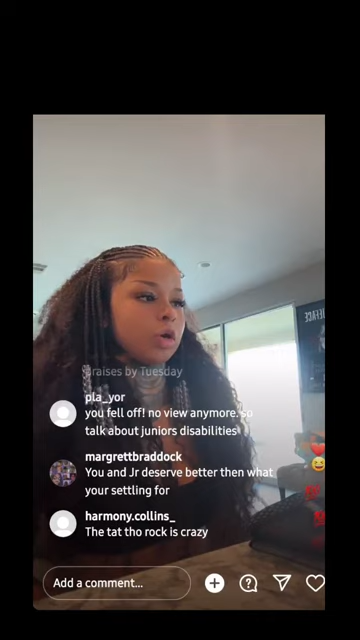 praises by Tuesday
pla_yor
you fell off! no view anymore. so
talk about juniors disabilities
margrettbraddock
You and Jr deserve better then what
your settling for
harmony.collins_
The tat tho rock is crazy
Add a comment...